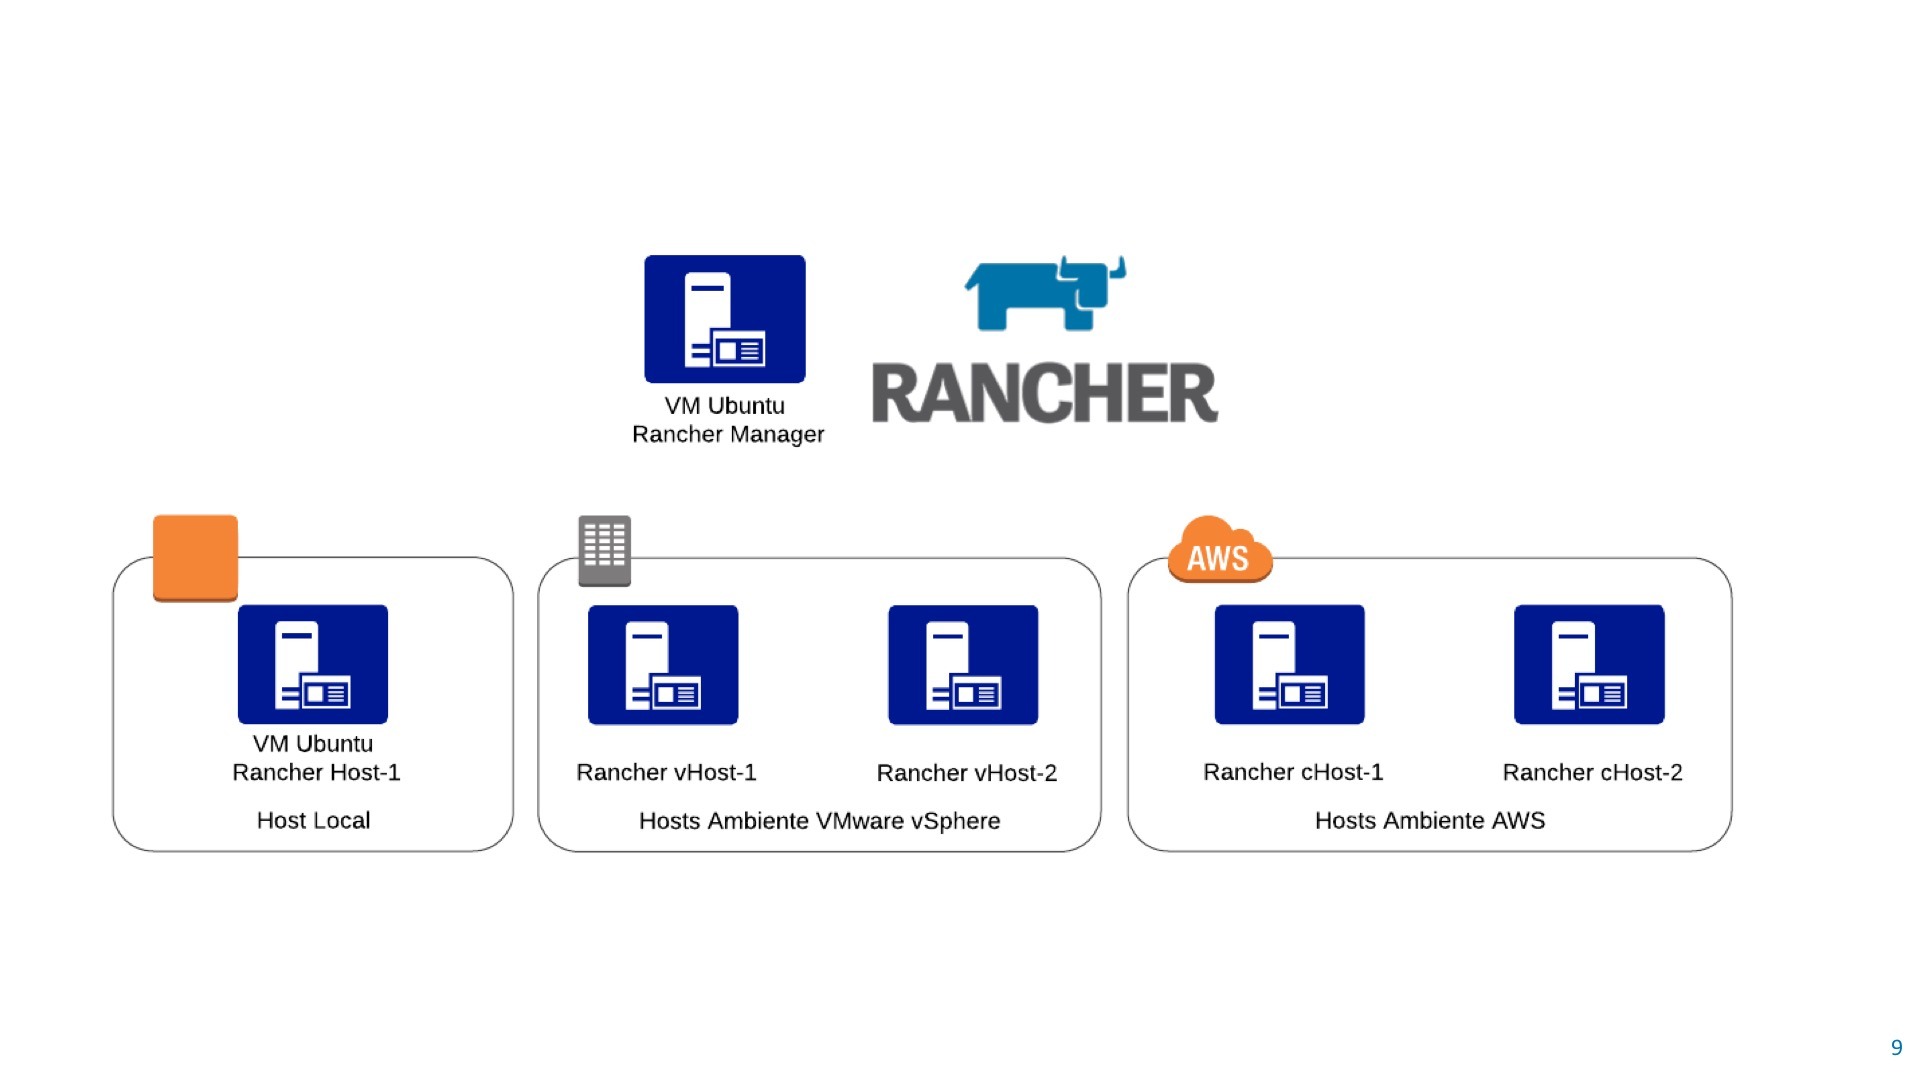 RANCHER
VM Ubuntu
Rancher Manager
AWS
VM Ubuntu
Rancher Host-1
Host Local
Rancher vHost-1
Rancher vHost-2
Hosts Ambiente VMware vSphere
Rancher cHost-1
Rancher cHost-2
Hosts Ambiente AWS
9